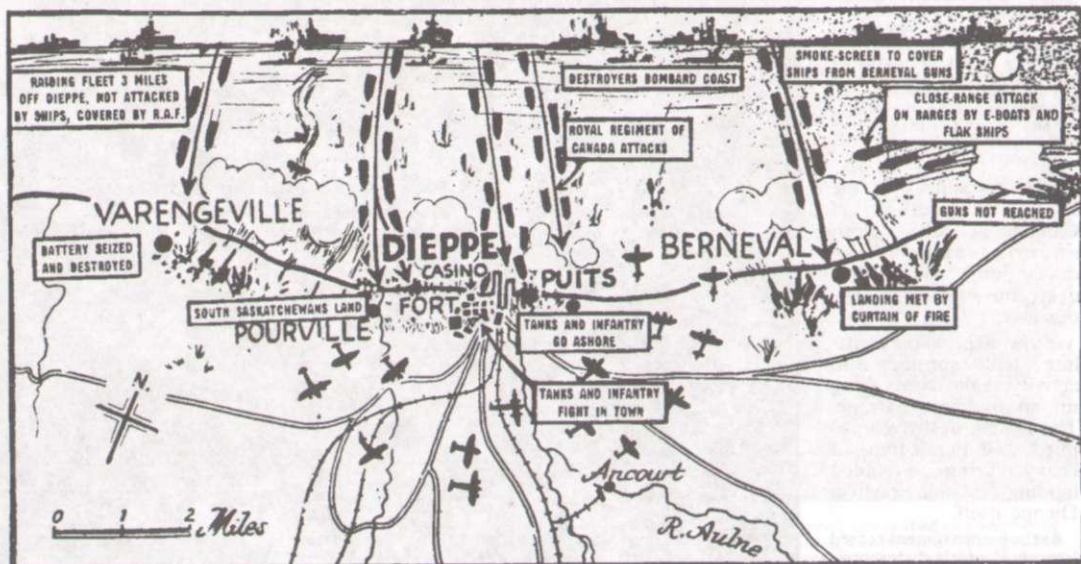 RAIDING FLEET 3 MILES
OFF DIEPPE, NOT ATTACKED
BY SHIPS, COVERED BY R.A.F.
DESTROYERS BOMBARD COAST
SMOKE-SCREEN TO COVER
SHIPS FROM BERNEVAL GUNS
CLOSE-RANGE ATTACK
ON BARGES BY E-BOATS AND
FLAK SHIPS
ROYAL REGIMENT OF
CANADA ATTACKS
VARENGEVILLE
GUNS NOT REACHED
BATTERY SEIZED
AND DESTROYED
DIEPPE
CASINO
BERNEVAL
PUITS
FORT
SOUTH SASKATCHEWANS LAND
POURVILLE
LANDING MET BY
CURTAIN OF FIRE
TANKS AND INFANTRY
GO ASHORE
TANKS AND INFANTRY
FIGHT IN TOWN
N.
Ancourt
R. Aulne
0 1 2 Miles